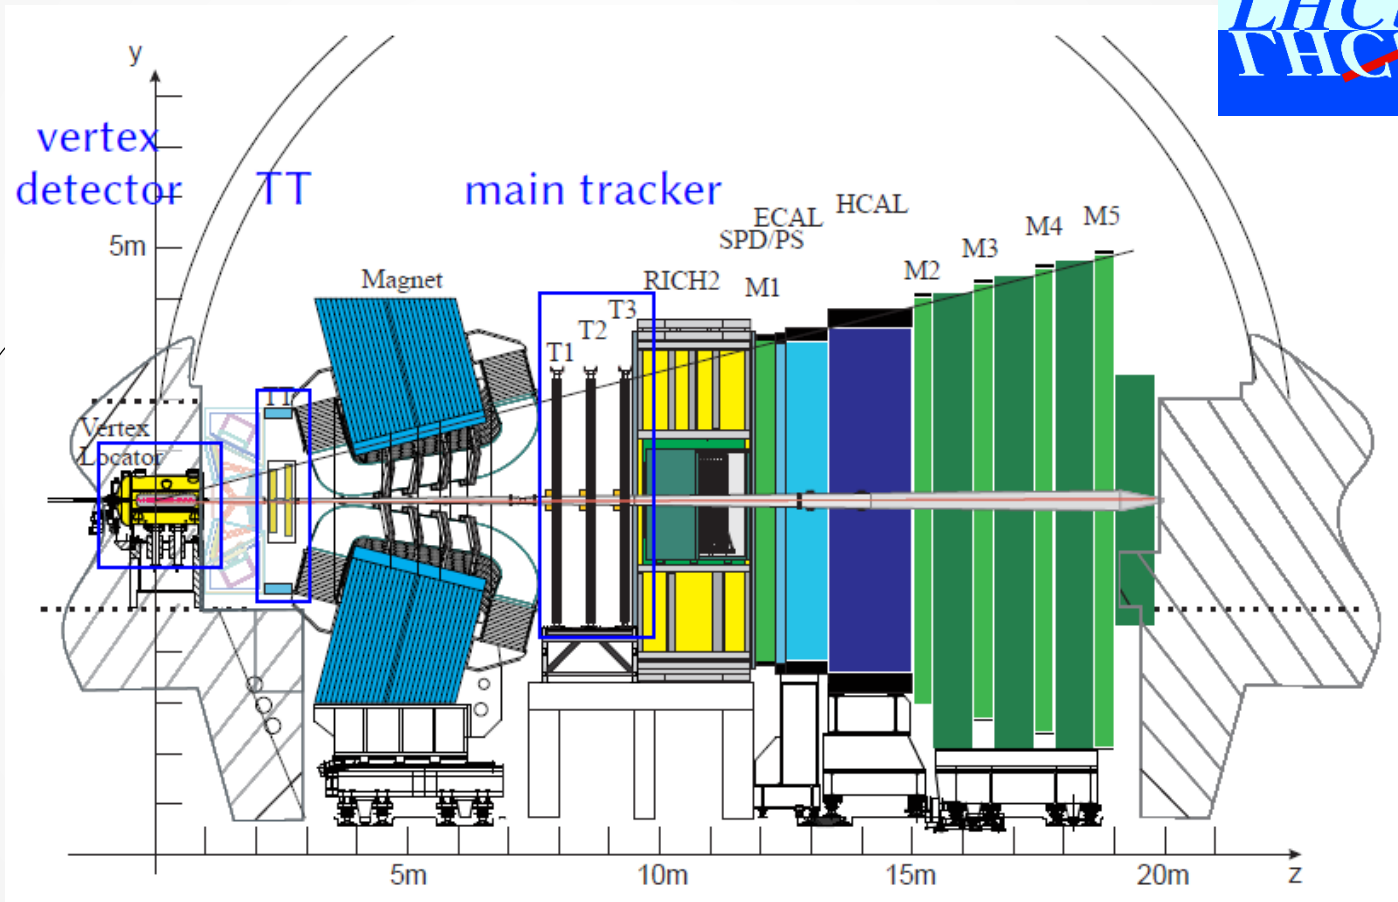 LHCb
ГНС
y
vertex
detector
TT
main tracker
5m
Magnet
RICH2
SPD/PS
ECAL
HCAL
M1
M2
M3
M4
M5
T1
T2
T3
TT
Vertex
Locator
5m
10m
15m
20m
z